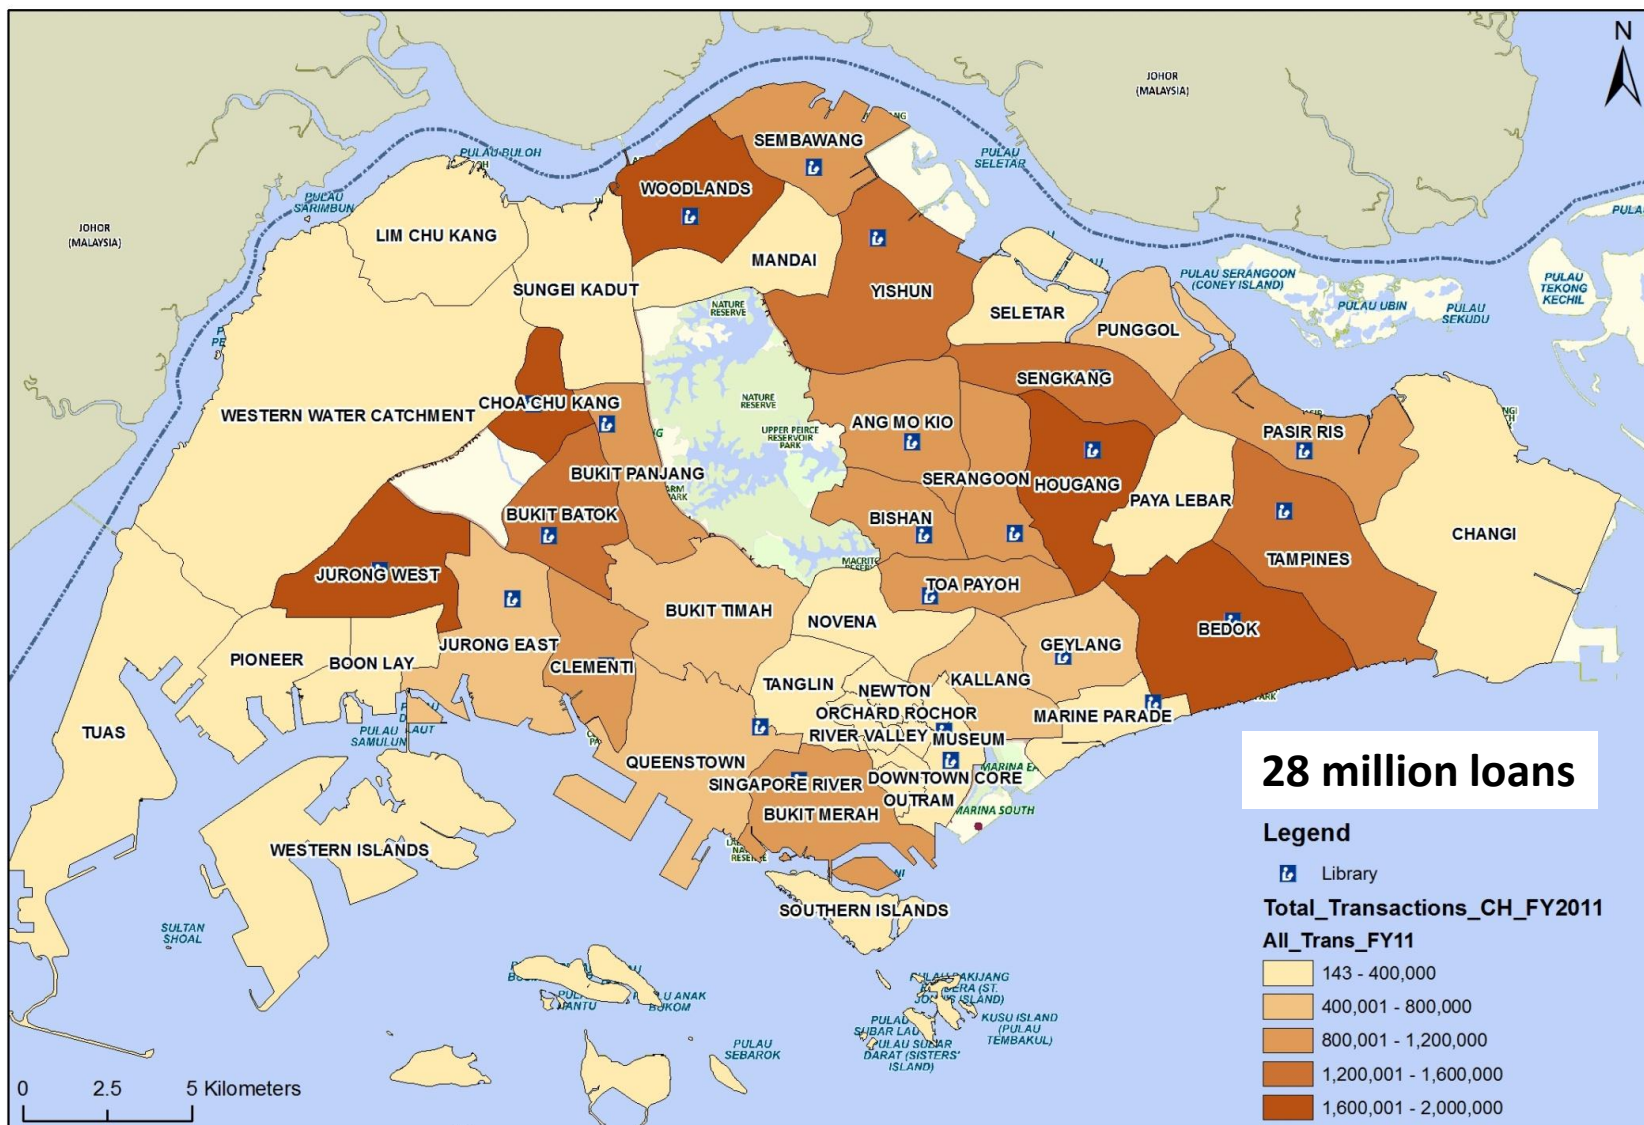 N
JOHOR
(MALAYSIA)
SEMBAWANG
PULAU BULOH
PULAU
SELETAR
WOODLANDS
PULAU
SARIMBUN
JOHOR
(MALAYSIA)
LIM CHU KANG
MANDAI
SUNGEI KADUT
YISHUN
PULAU SERANGOON
(CONEY ISLAND)
PULAU
TEKONG
KECHIL
PULAU UBIN
PULAU
SEKUDU
NATURE
RESERVE
SELETAR
PUNGGOL
SENGKANG
CHOA CHU KANG
WESTERN WATER CATCHMENT
NATURE
RESERVE
UPPER PEIRCE
RESERVOIR
PARK
ANG MO KIO
PASIR RIS
BUKIT PANJANG
SERANGOON
HOUGANG
PAYA LEBAR
BUKIT BATOK
BISHAN
CHANGI
TAMPINES
JURONG WEST
TOA PAYOH
BUKIT TIMAH
NOVENA
BEDOK
JURONG EAST
GEYLANG
PIONEER
BOON LAY
CLEMENTI
TANGLIN
NEWTON
KALLANG
ORCHARD ROCHOR
MARINE PARADE
TUAS
PULAU
SAMULUN
RIVER VALLEY
MUSEUM
QUEENSTOWN
SINGAPORE RIVER
DOWNTOWN CORE
OUTRAM
MARINA SOUTH
BUKIT MERAH
WESTERN ISLANDS
SOUTHERN ISLANDS
SULTAN
SHOAL
KUSU ISLAND
(PULAU
TEMBAKUL)
PULAU
SEBAROK
PULAU SUBAR
DARAT (SISTERS'
ISLAND)
28 million loans
Legend
Library
Total_Transactions_CH_FY2011
All_Trans_FY11
143 - 400,000
400,001 - 800,000
800,001 - 1,200,000
1,200,001 - 1,600,000
1,600,001 - 2,000,000
0 2.5 5 Kilometers